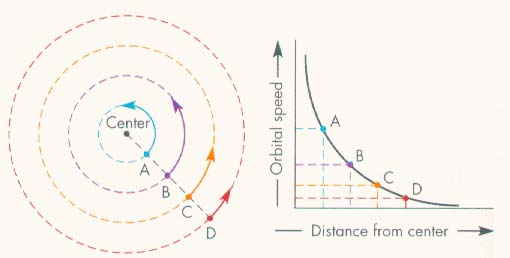 Center
A
B
C
D
Orbital speed
A
B
C
D
Distance from center